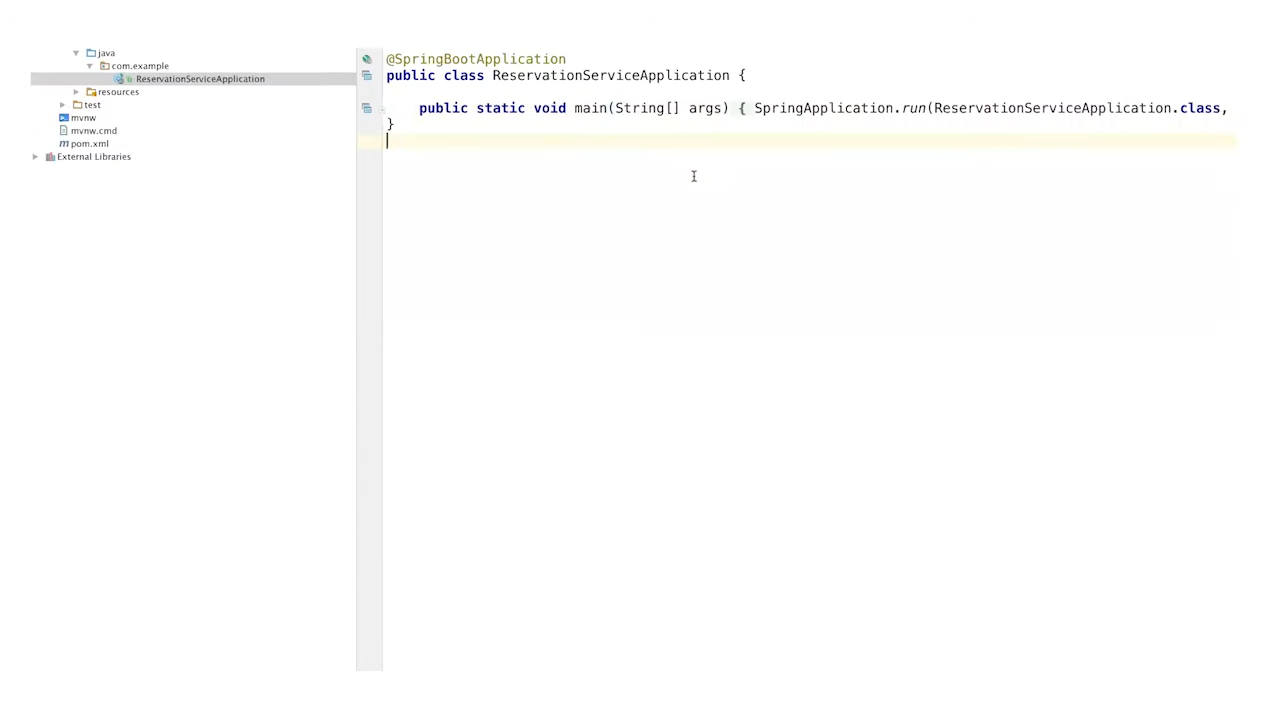 java
com.example
ReservationServiceApplication
resources
test
mvnw
mvnw.cmd
pom.xml
External Libraries
@SpringBootApplication
public class ReservationServiceApplication {
public static void main(String[] args) { SpringApplication.run(ReservationServiceApplication.class,
}